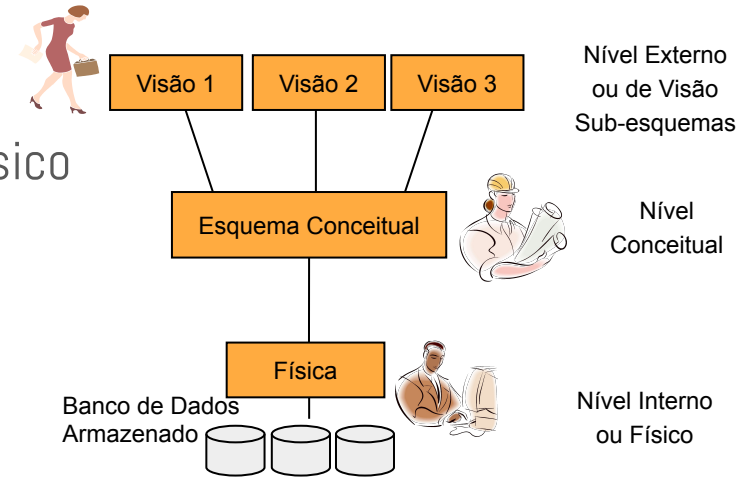 Visão 1
Visão 2
Visão 3
Nível Externo
ou de Visão
Sub-esquemas
sico
Esquema Conceitual
Nível
Conceitual
Física
Banco de Dados
Armazenado
Nível Interno
ou Físico